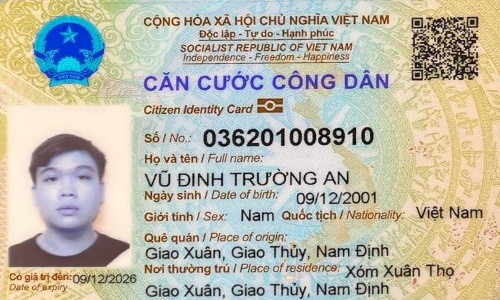 CỘNG HÒA XÃ HỘI CHỦ NGHĨA VIỆT NAM
Độc lập - Tự do - Hạnh phúc
SOCIALIST REPUBLIC OF VIET NAM
Independence - Freedom - Happiness
CĂN CƯỚC CÔNG DÂN
Citizen Identity Card
Số / No.: 036201008910
Họ và tên / Full name:
VŨ ĐÌNH TRƯỜNG AN
Ngày sinh / Date of birth: 09/12/2001
Giới tính / Sex: Nam Quốc tịch / Nationality: Việt Nam
Quê quán / Place of origin:
Giao Xuân, Giao Thủy, Nam Định
Nơi thường trú / Place of residence: Xóm Xuân Thọ
Giao Xuân, Giao Thủy, Nam Định
Có giá trị đến: 09/12/2026
Date of expiry